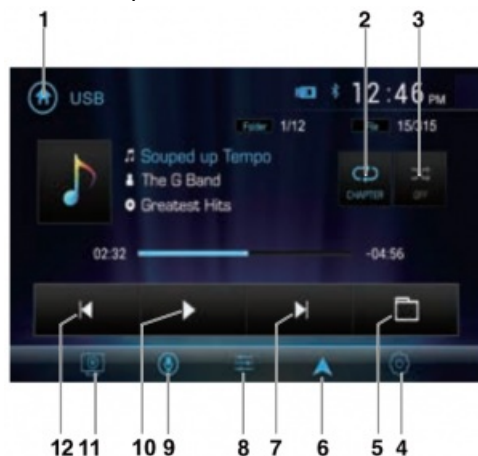 1 2 3
USB 12:46 PM
Folder 1/12 File 15/315
Souped up Tempo
The G Band
Greatest Hits
CHAPTER OFF
02:32 -04:56
12 11 10 9 8 7 6 5 4